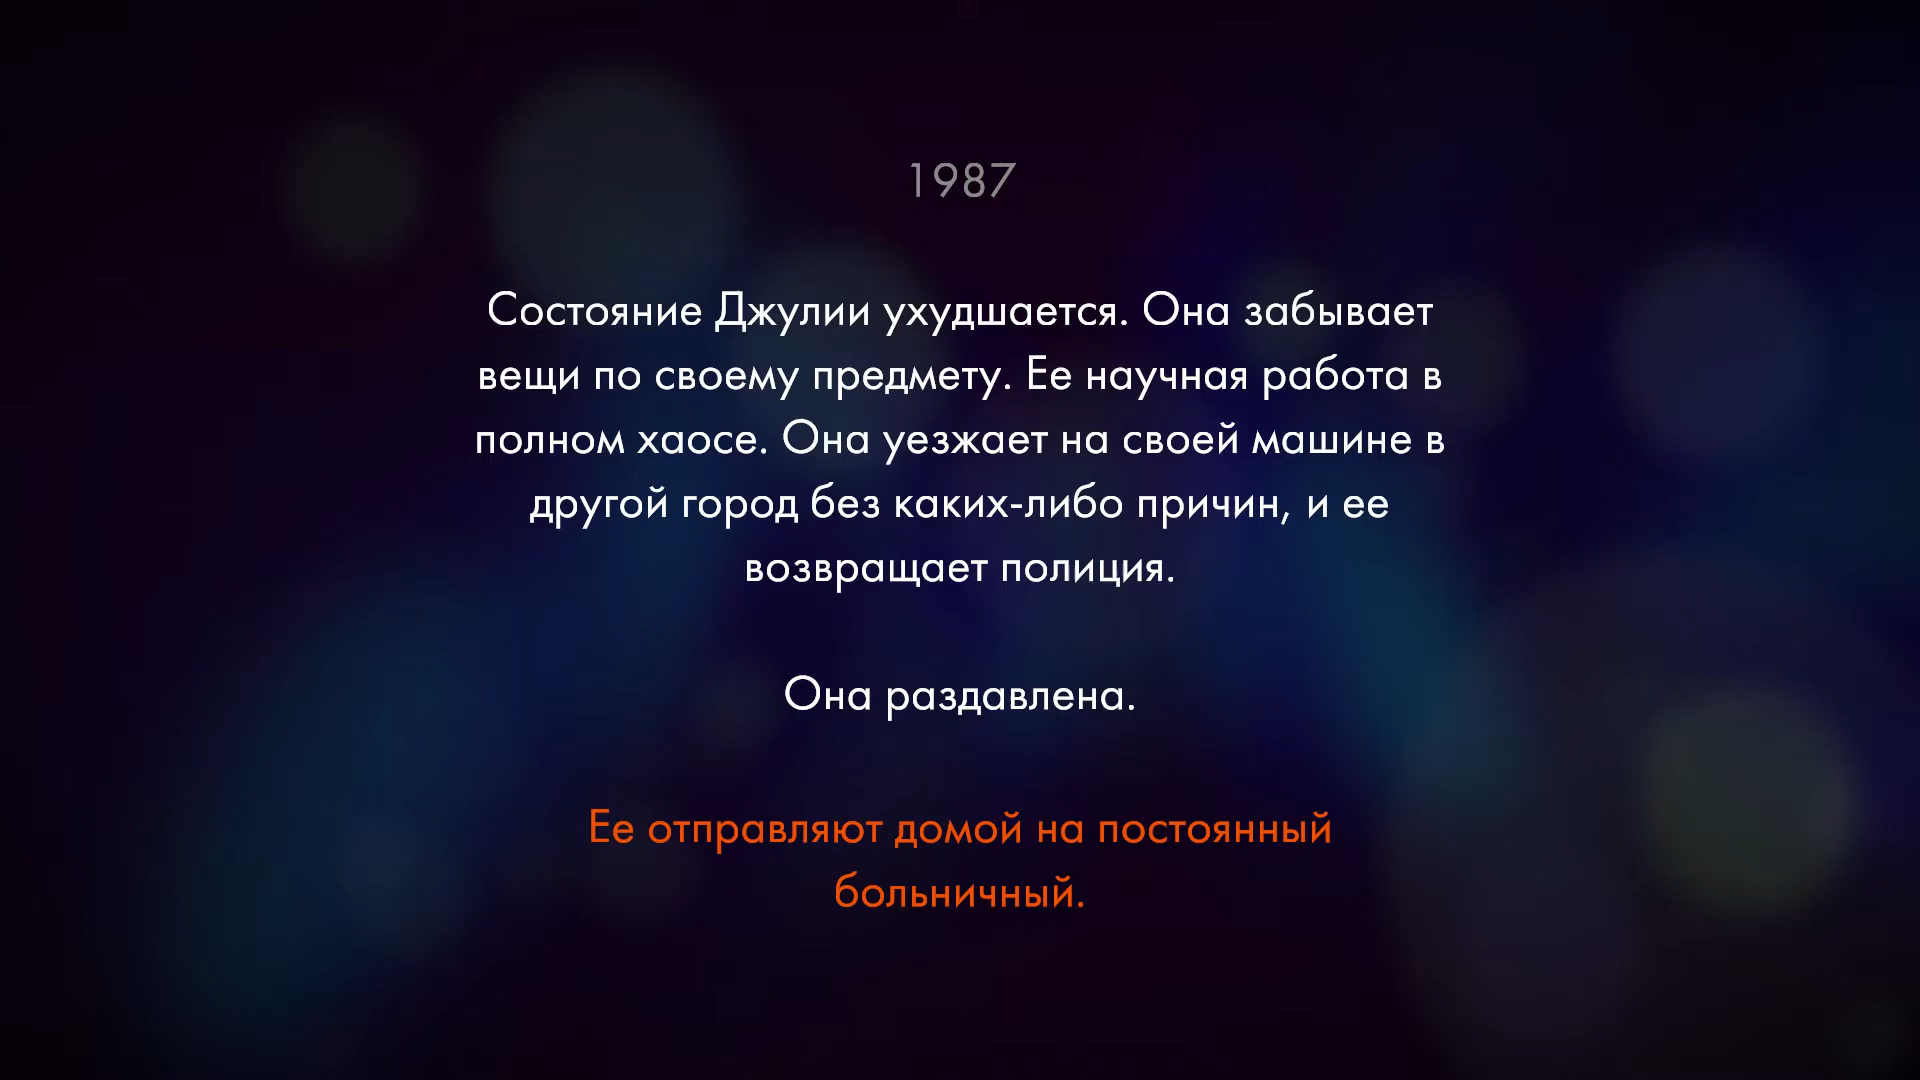 1987
Состояние Джулии ухудшается. Она забывает
вещи по своему предмету. Ее научная работа в
полном хаосе. Она уезжает на своей машине в
другой город без каких-либо причин, и ее
возвращает полиция.
Она раздавлена.
Ее отправляют домой на постоянный
больничный.